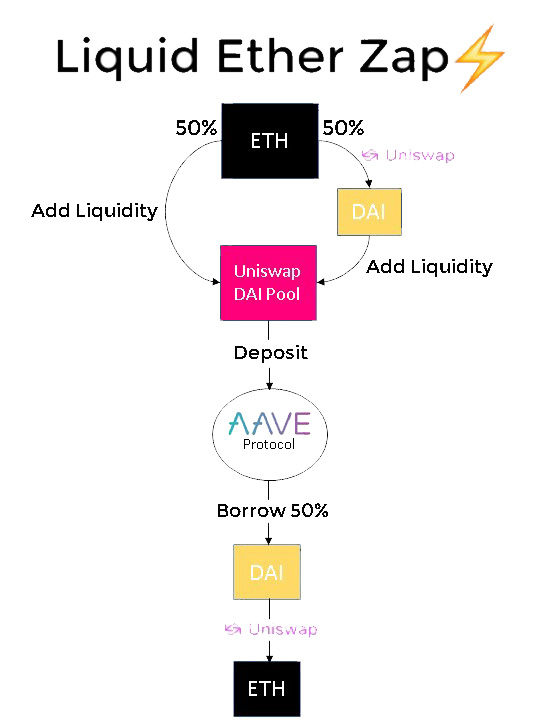 Liquid Ether Zap
50%
ETH
50%
Uniswap
DAI
Add Liquidity
Add Liquidity
Uniswap
DAI Pool
Deposit
AAVE
Protocol
Borrow 50%
DAI
Uniswap
ETH